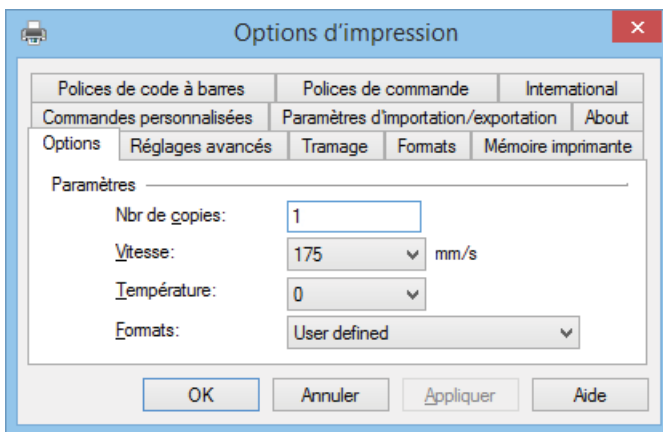 Options d'impression
Polices de code à barres Polices de commande International
Commandes personnalisées Paramètres d'importation/exportation About
Options Réglages avancés Tramage Formats Mémoire imprimante
Paramètres
Nbr de copies: 1
Vitesse: 175 mm/s
Température: 0
Formats: User defined
OK Annuler Appliquer Aide